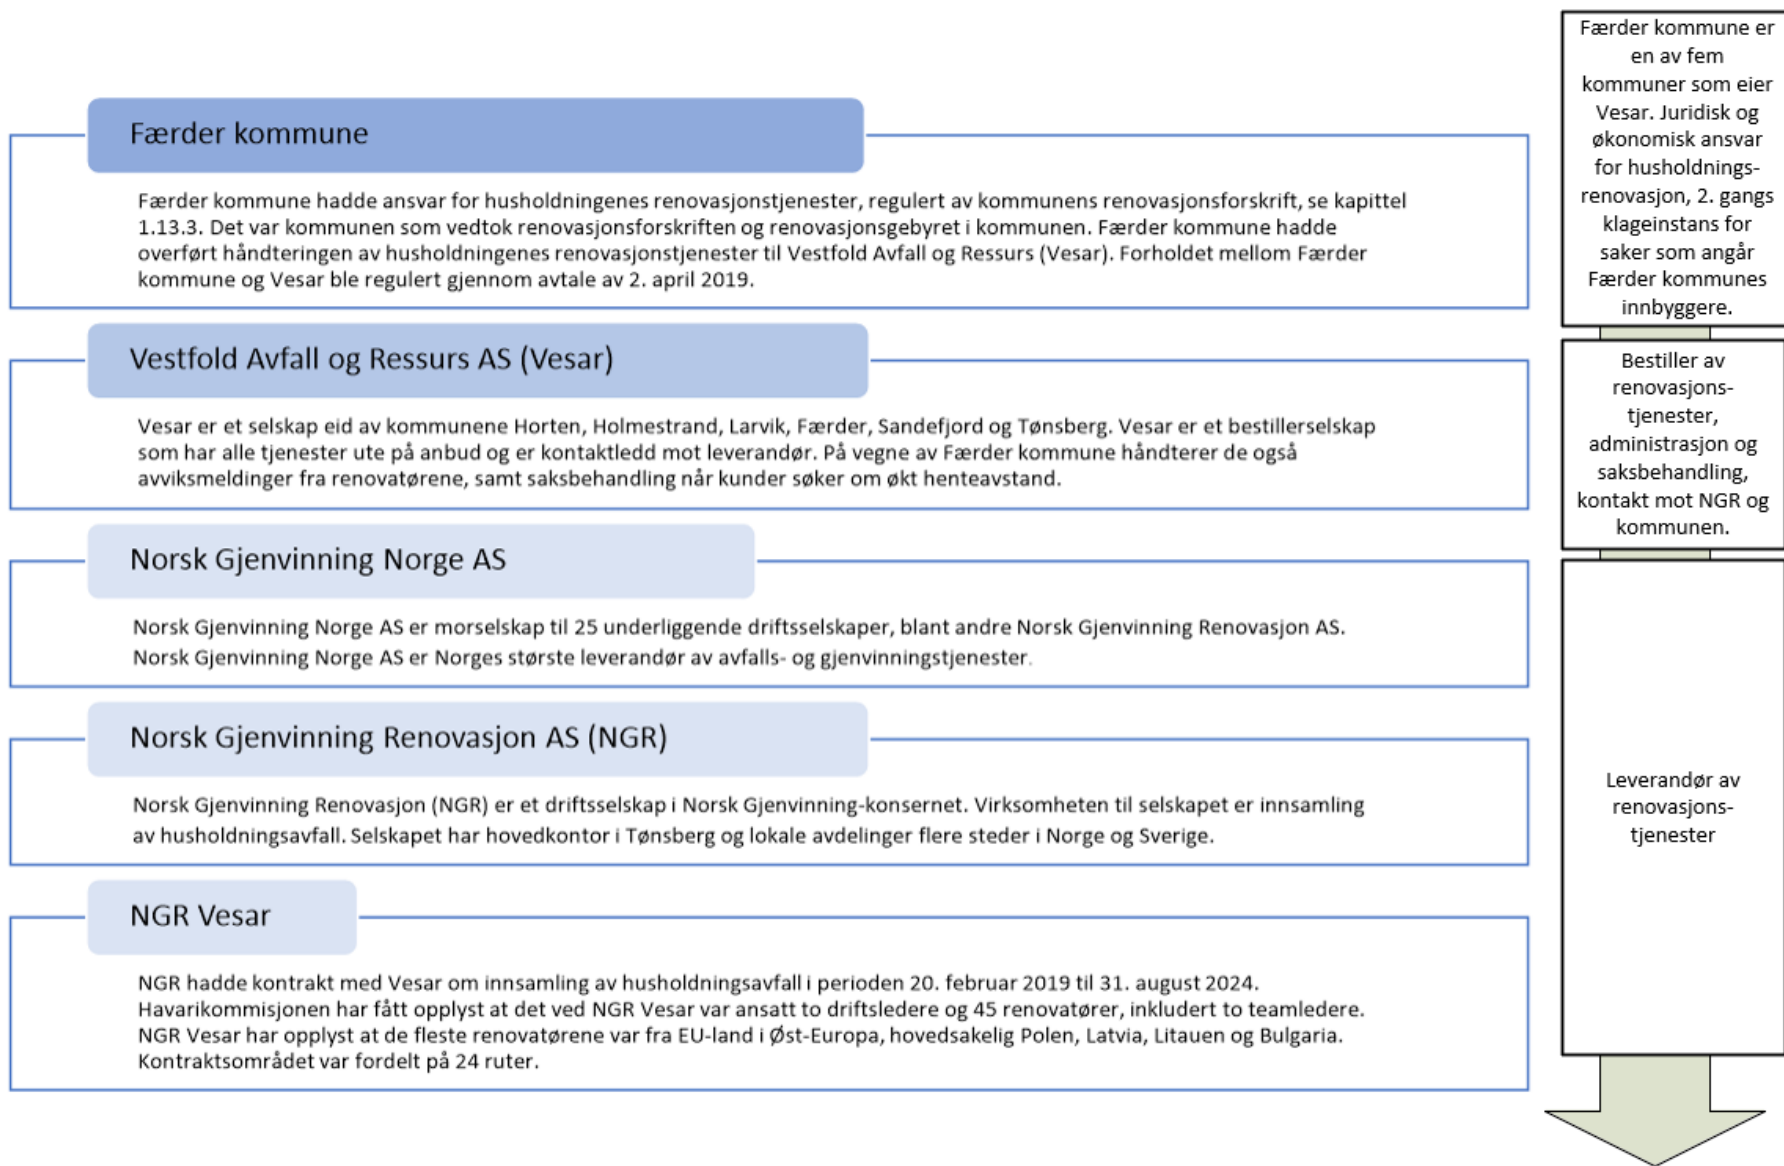 Færder kommune
Færder kommune hadde ansvar for husholdningenes renovasjonstjenester, regulert av kommunens renovasjonsforskrift, se kapittel
1.13.3. Det var kommunen som vedtok renovasjonsforskriften og renovasjonsgebyret i kommunen. Færder kommune hadde
overført håndteringen av husholdningenes renovasjonstjenester til Vestfold Avfall og Ressurs (Vesar). Forholdet mellom Færder
kommune og Vesar ble regulert gjennom avtale av 2. april 2019.
Færder kommune er
en av fem
kommuner som eier
Vesar. Juridisk og
økonomisk ansvar
for husholdnings-
renovasjon, 2. gangs
klageinstans for
saker som angår
Færder kommunes
innbyggere.
Vestfold Avfall og Ressurs AS (Vesar)
Vesar er et selskap eid av kommunene Horten, Holmestrand, Larvik, Færder, Sandefjord og Tønsberg. Vesar er et bestillerselskap
som har alle tjenester ute på anbud og er kontaktledd mot leverandør. På vegne av Færder kommune håndterer de også
avviksmeldinger fra renovatørene, samt saksbehandling når kunder søker om økt henteavstand.
Bestiller av
renovasjons-
tjenester,
administrasjon og
saksbehandling,
kontakt mot NGR og
kommunen.
Norsk Gjenvinning Norge AS
Norsk Gjenvinning Norge AS er morselskap til 25 underliggende driftsselskaper, blant andre Norsk Gjenvinning Renovasjon AS.
Norsk Gjenvinning Norge AS er Norges største leverandør av avfalls- og gjenvinningstjenester.
Norsk Gjenvinning Renovasjon AS (NGR)
Norsk Gjenvinning Renovasjon (NGR) er et driftsselskap i Norsk Gjenvinning-konsernet. Virksomheten til selskapet er innsamling
av husholdningsavfall. Selskapet har hovedkontor i Tønsberg og lokale avdelinger flere steder i Norge og Sverige.
NGR Vesar
NGR hadde kontrakt med Vesar om innsamling av husholdningsavfall i perioden 20. februar 2019 til 31. august 2024.
Havarikommisjonen har fått opplyst at det ved NGR Vesar var ansatt to driftsledere og 45 renovatører, inkludert to teamledere.
NGR Vesar har opplyst at de fleste renovatørene var fra EU-land i Øst-Europa, hovedsakelig Polen, Latvia, Litauen og Bulgaria.
Kontraktsområdet var fordelt på 24 ruter.
Leverandør av
renovasjons-
tjenester